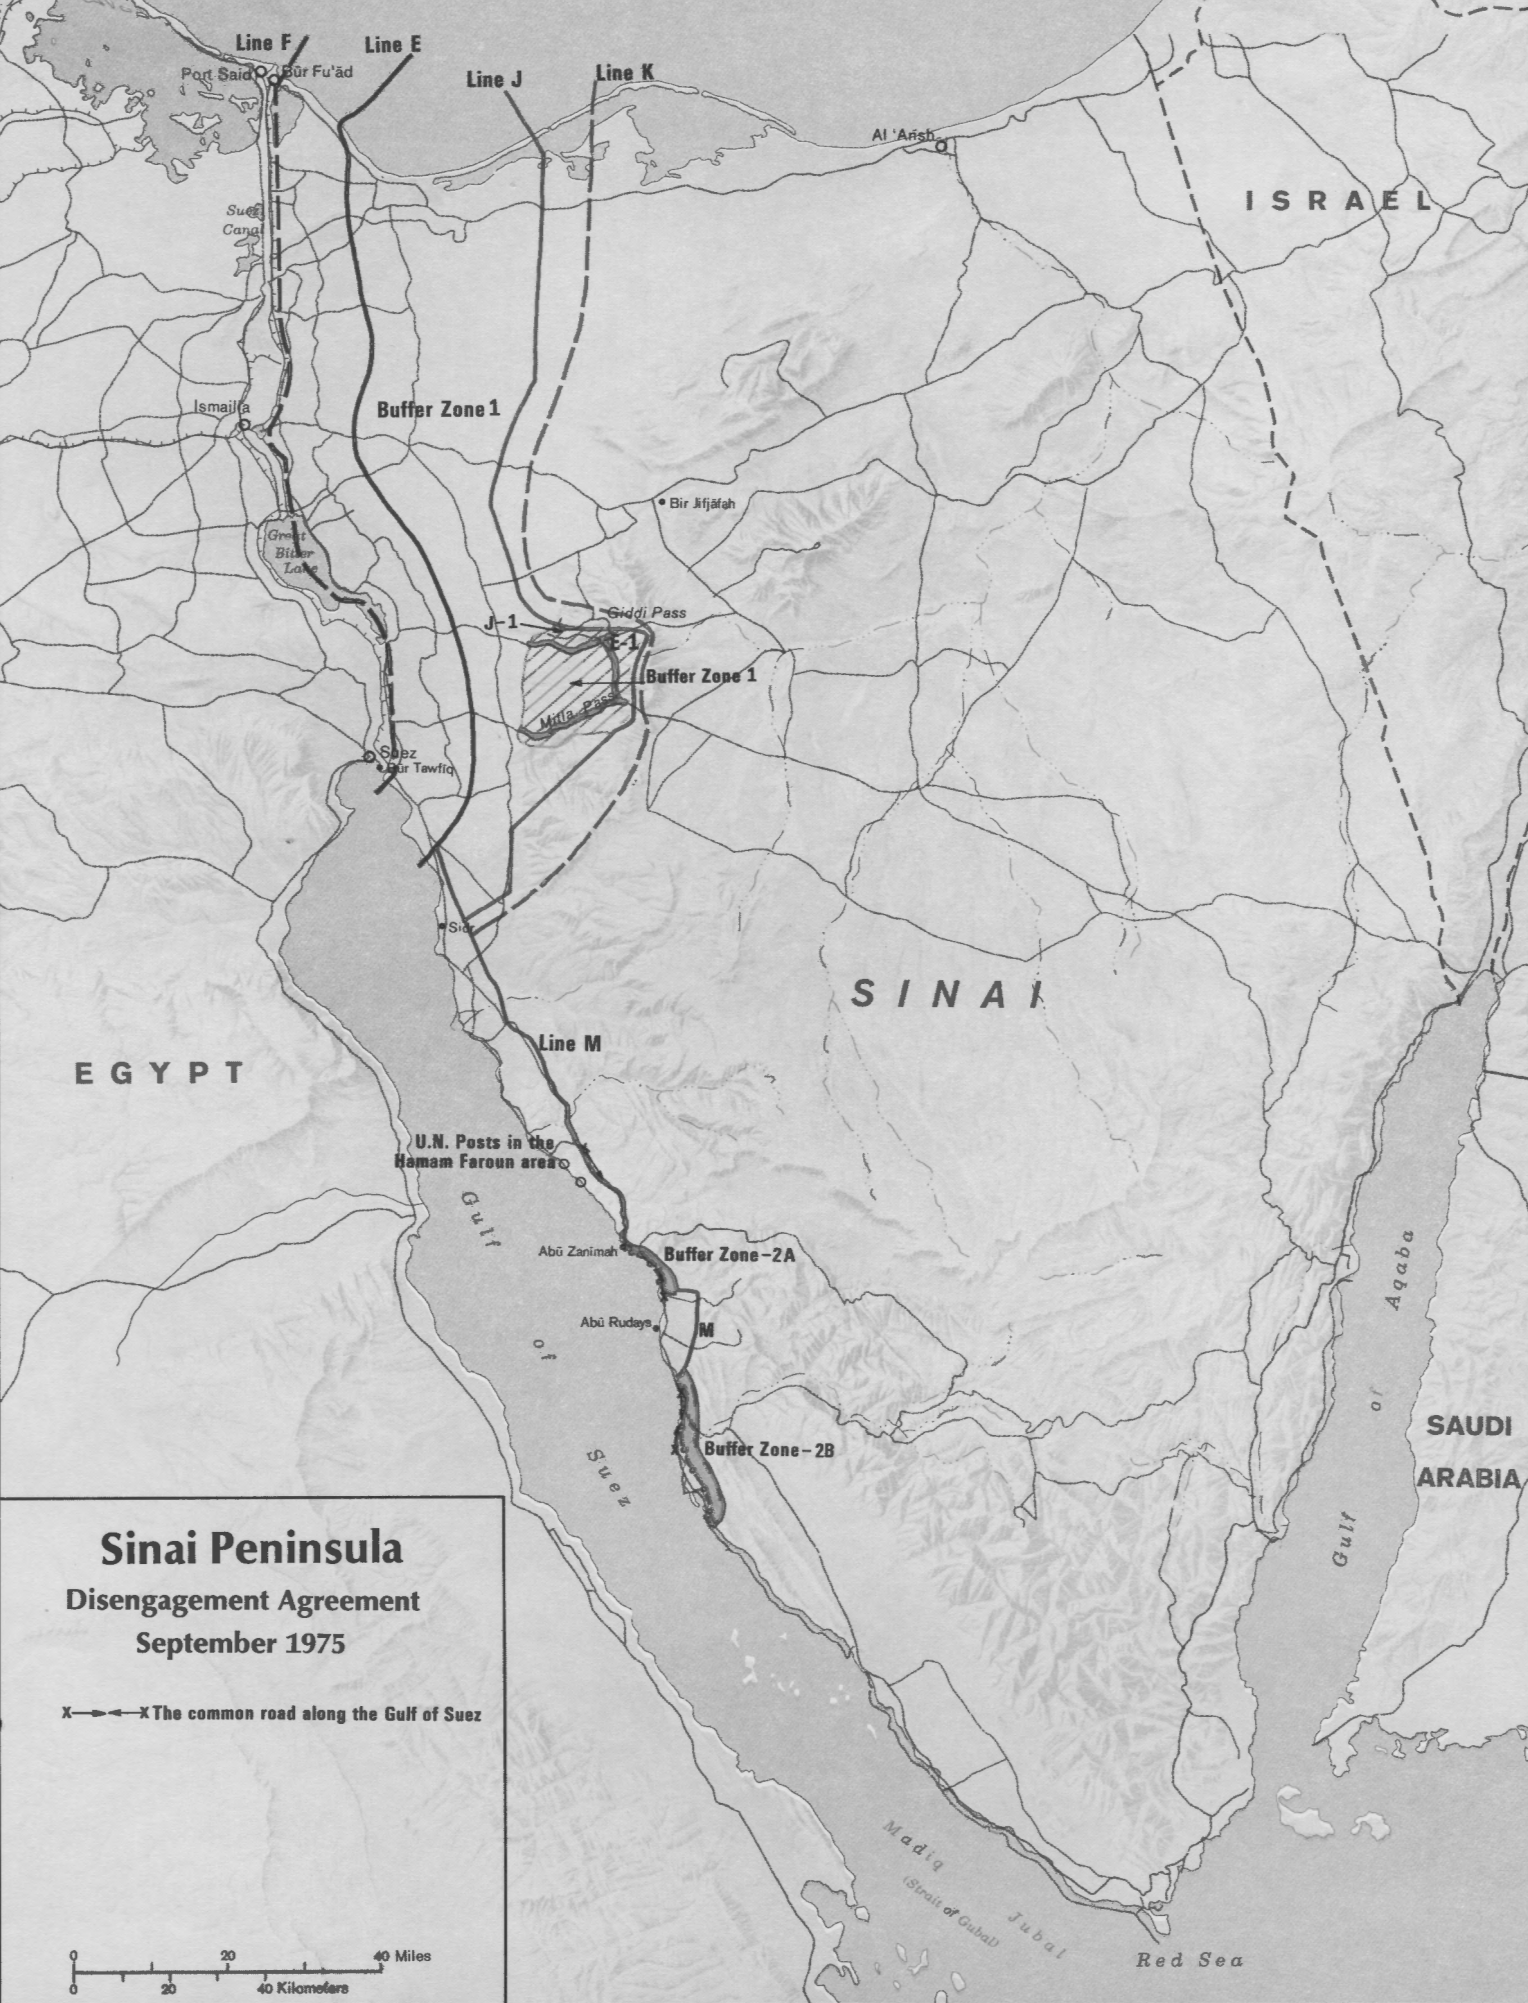 Line F
Line E
Line J
Line K
Port Said
Būr Fu'ād
Al 'Arīsh
ISRAEL
Suez
Canal
Ismailia
Buffer Zone 1
Bir Jifjāfah
Great
Bitter
Lake
Giddi Pass
J-1
E-1
Buffer Zone 1
Mitla Pass
Suez
Būr Tawfīq
Sidr
SINAI
Line M
EGYPT
U.N. Posts in the
Hamam Faroun area
Gulf
of
Suez
Abū Zanīmah
Buffer Zone-2A
Abū Rudays
M
Buffer Zone-2B
Gulf
of
Aqaba
SAUDI
ARABIA
Sinai Peninsula
Disengagement Agreement
September 1975
X X The common road along the Gulf of Suez
Madīq
Jubal
(Strait of Gubal)
Red Sea
0 20 40 Miles
0 20 40 Kilometers